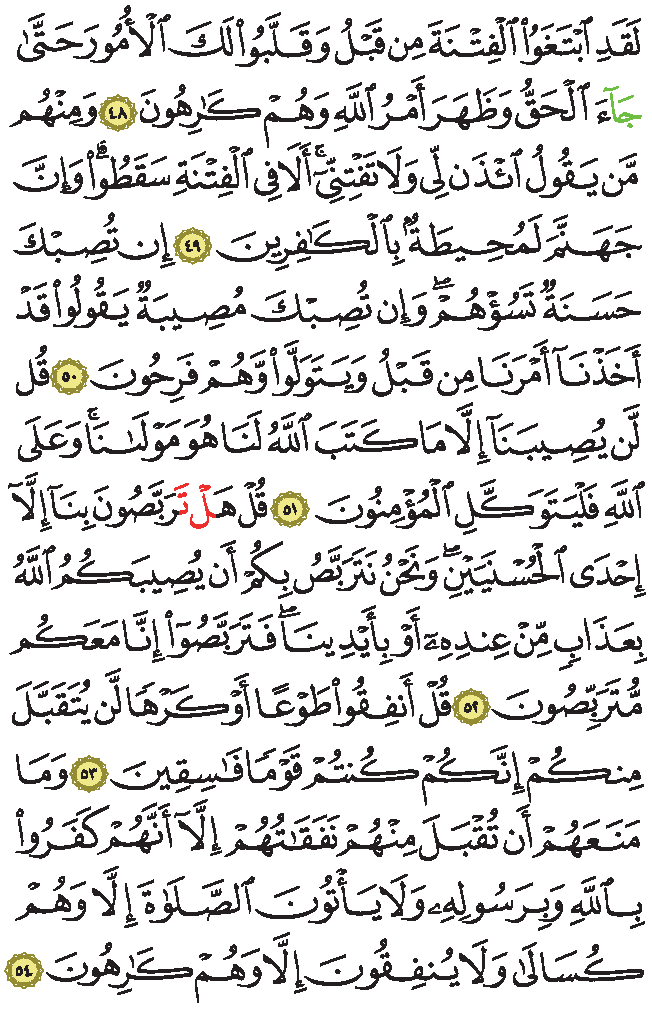 لَقَدِ ٱبْتَغَوُا۟ ٱلْفِتْنَةَ مِن قَبْلُ وَقَلَّبُوا۟ لَكَ ٱلْأُمُورَ حَتَّىٰ
جَآءَ ٱلْحَقُّ وَظَهَرَ أَمْرُ ٱللَّهِ وَهُمْ كَـٰرِهُونَ ٤٨ وَمِنْهُم
مَّن يَقُولُ ٱئْذَن لِّى وَلَا تَفْتِنِّىٓ ۚ أَلَا فِى ٱلْفِتْنَةِ سَقَطُوا۟ ۗ وَإِنَّ
جَهَنَّمَ لَمُحِيطَةٌۢ بِٱلْكَـٰفِرِينَ ٤٩ إِن تُصِبْكَ
حَسَنَةٌ تَسُؤْهُمْ ۖ وَإِن تُصِبْكَ مُصِيبَةٌ يَقُولُوا۟ قَدْ
أَخَذْنَآ أَمْرَنَا مِن قَبْلُ وَيَتَوَلَّوا۟ وَّهُمْ فَرِحُونَ ٥٠ قُل
لَّن يُصِيبَنَآ إِلَّا مَا كَتَبَ ٱللَّهُ لَنَا هُوَ مَوْلَىٰنَا ۚ وَعَلَى
ٱللَّهِ فَلْيَتَوَكَّلِ ٱلْمُؤْمِنُونَ ٥١ قُلْ هَلْ تَرَبَّصُونَ بِنَآ إِلَّآ
إِحْدَى ٱلْحُسْنَيَيْنِ ۖ وَنَحْنُ نَتَرَبَّصُ بِكُمْ أَن يُصِيبَكُمُ ٱللَّهُ
بِعَذَابٍ مِّنْ عِندِهِۦٓ أَوْ بِأَيْدِينَا ۖ فَتَرَبَّصُوٓا۟ إِنَّا مَعَكُم
مُّتَرَبِّصُونَ ٥٢ قُلْ أَنفِقُوا۟ طَوْعًا أَوْ كَرْهًا لَّن يُتَقَبَّلَ
مِنكُمْ إِنَّكُمْ كُنتُمْ قَوْمًا فَـٰسِقِينَ ٥٣ وَمَا
مَنَعَهُمْ أَن تُقْبَلَ مِنْهُمْ نَفَقَـٰتُهُمْ إِلَّآ أَنَّهُمْ كَفَرُوا۟
بِٱللَّهِ وَبِرَسُولِهِۦ وَلَا يَأْتُونَ ٱلصَّلَوٰةَ إِلَّا وَهُمْ
كُسَالَىٰ وَلَا يُنفِقُونَ إِلَّا وَهُمْ كَـٰرِهُونَ ٥٤